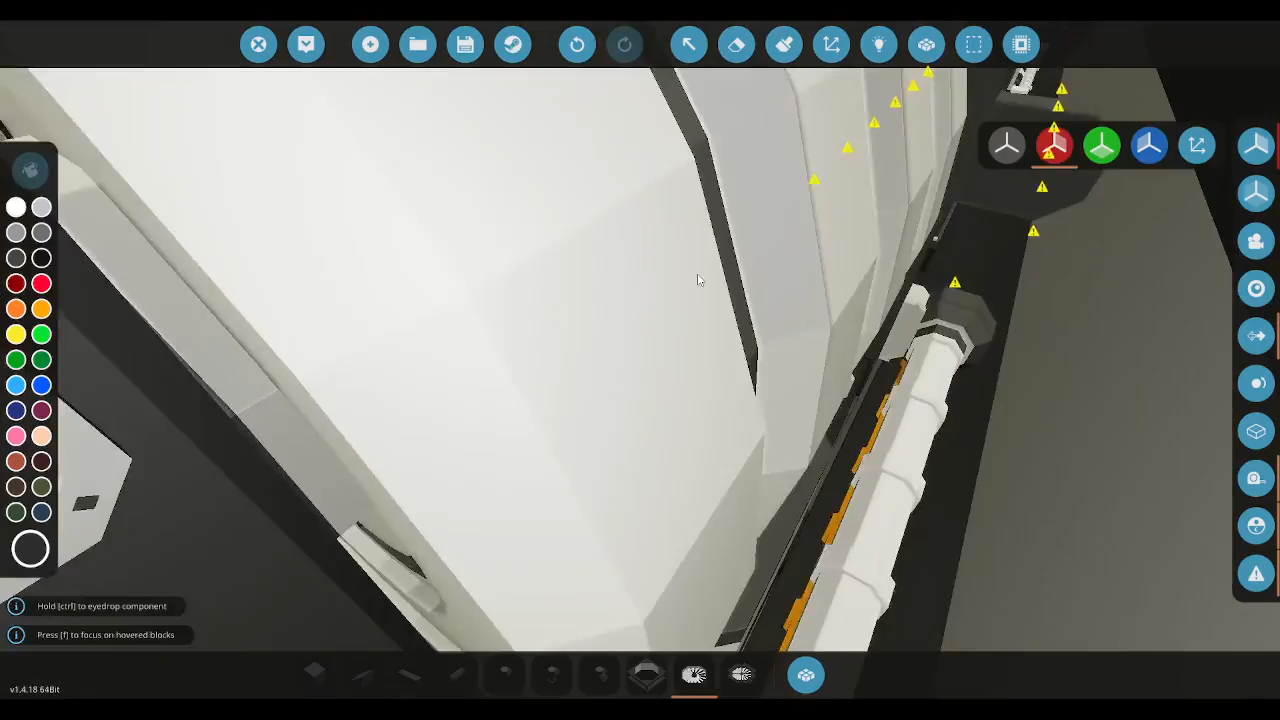 Hold [ctrl] to eyedrop component
Press [f] to focus on hovered blocks
v1.4.18 64Bit